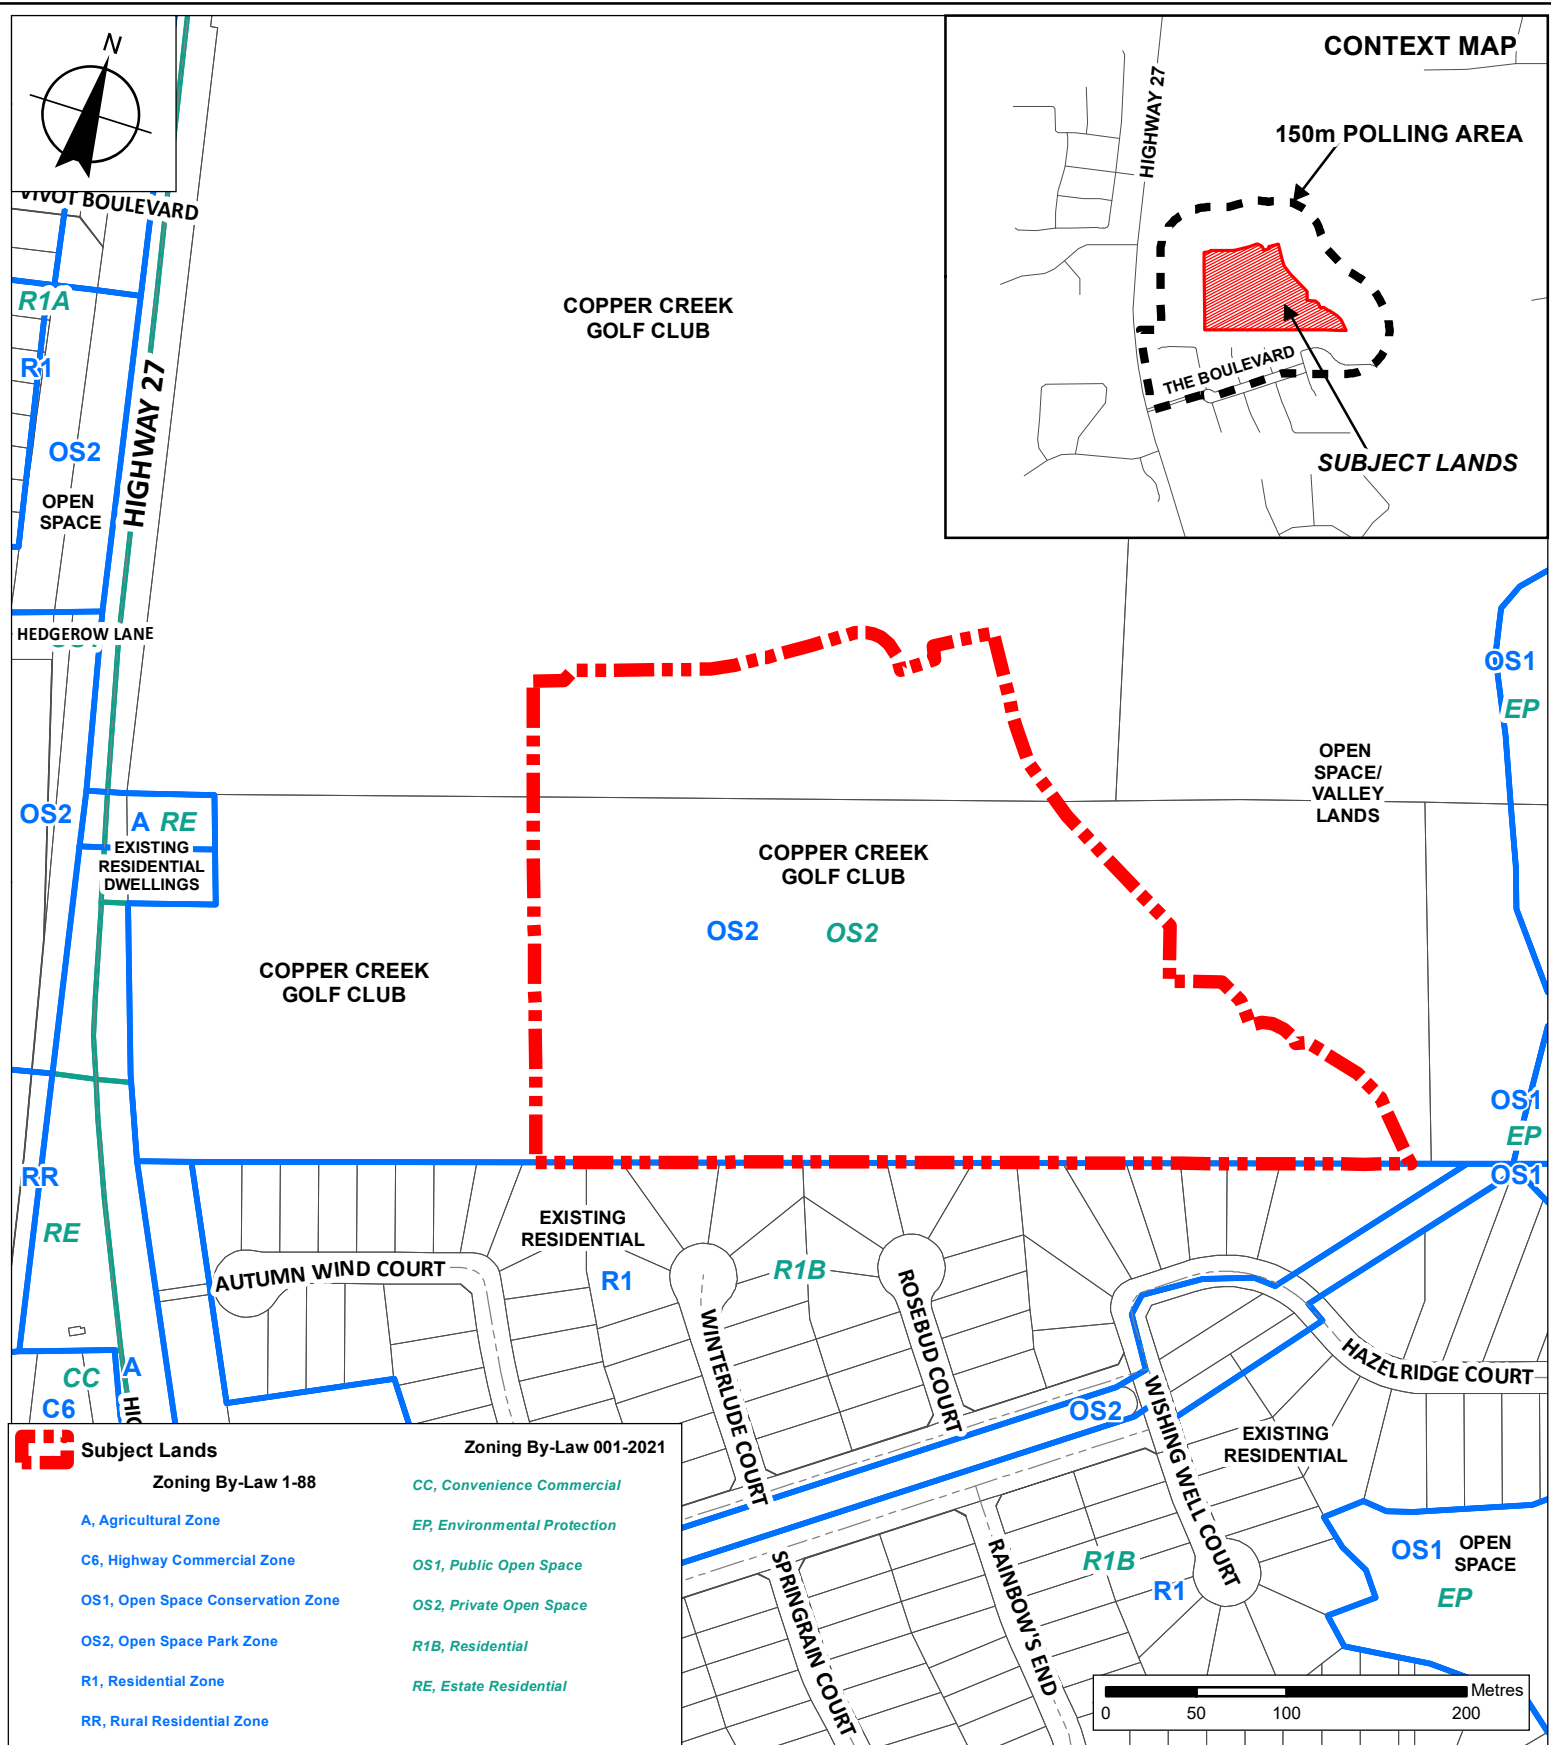 N
CONTEXT MAP
HIGHWAY 27
150m POLLING AREA
THE BOULEVARD
SUBJECT LANDS
VIVOT BOULEVARD
COPPER CREEK
GOLF CLUB
R1A
R1
HIGHWAY 27
OS2
OPEN
SPACE
HEDGEROW LANE
OS1
EP
OPEN
SPACE/
VALLEY
LANDS
OS2
A RE
EXISTING
RESIDENTIAL
DWELLINGS
COPPER CREEK
GOLF CLUB
OS2 OS2
COPPER CREEK
GOLF CLUB
OS1
EP
OS1
RR
RE
EXISTING
RESIDENTIAL
R1
R1B
AUTUMN WIND COURT
WINTERLUDE COURT
ROSEBUD COURT
HAZELRIDGE COURT
WISHING WELL COURT
CC
A
C6
HIG
OS2
EXISTING
RESIDENTIAL
SPRINGRAIN COURT
RAINBOW'S END
R1B
R1
OS1
OPEN
SPACE
EP
Subject Lands
Zoning By-Law 1-88
A, Agricultural Zone
C6, Highway Commercial Zone
OS1, Open Space Conservation Zone
OS2, Open Space Park Zone
R1, Residential Zone
RR, Rural Residential Zone
Zoning By-Law 001-2021
CC, Convenience Commercial
EP, Environmental Protection
OS1, Public Open Space
OS2, Private Open Space
R1B, Residential
RE, Estate Residential
Metres
0 50 100 200